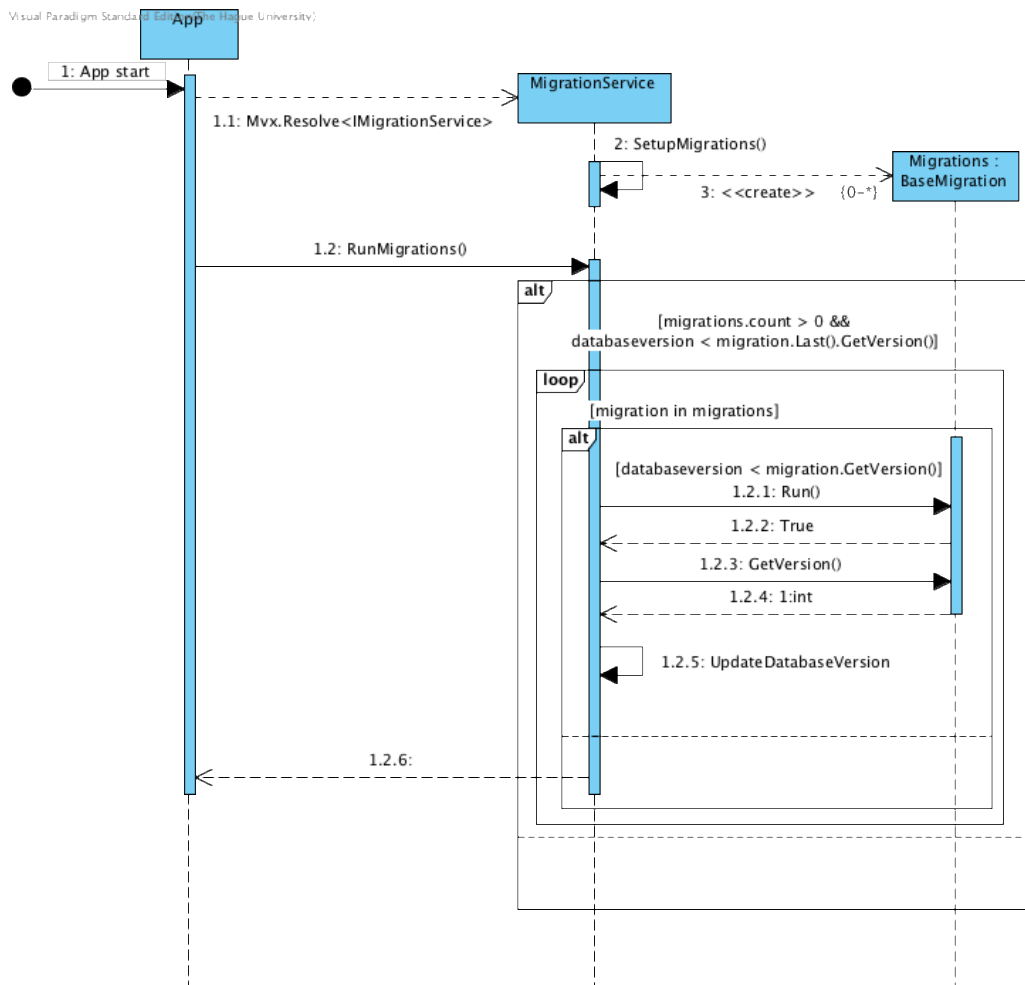 Visual Paradigm Standard Edition(The Hague University)
App
1: App start
MigrationService
1.1: Mvx.Resolve<IMigrationService>
2: SetupMigrations()
Migrations :
BaseMigration
3: <<create>>
{0-*}
1.2: RunMigrations()
alt
[migrations.count > 0 &&
databaseversion < migration.Last().GetVersion()]
loop
[migration in migrations]
alt
[databaseversion < migration.GetVersion()]
1.2.1: Run()
1.2.2: True
1.2.3: GetVersion()
1.2.4: 1:int
1.2.5: UpdateDatabaseVersion
1.2.6: